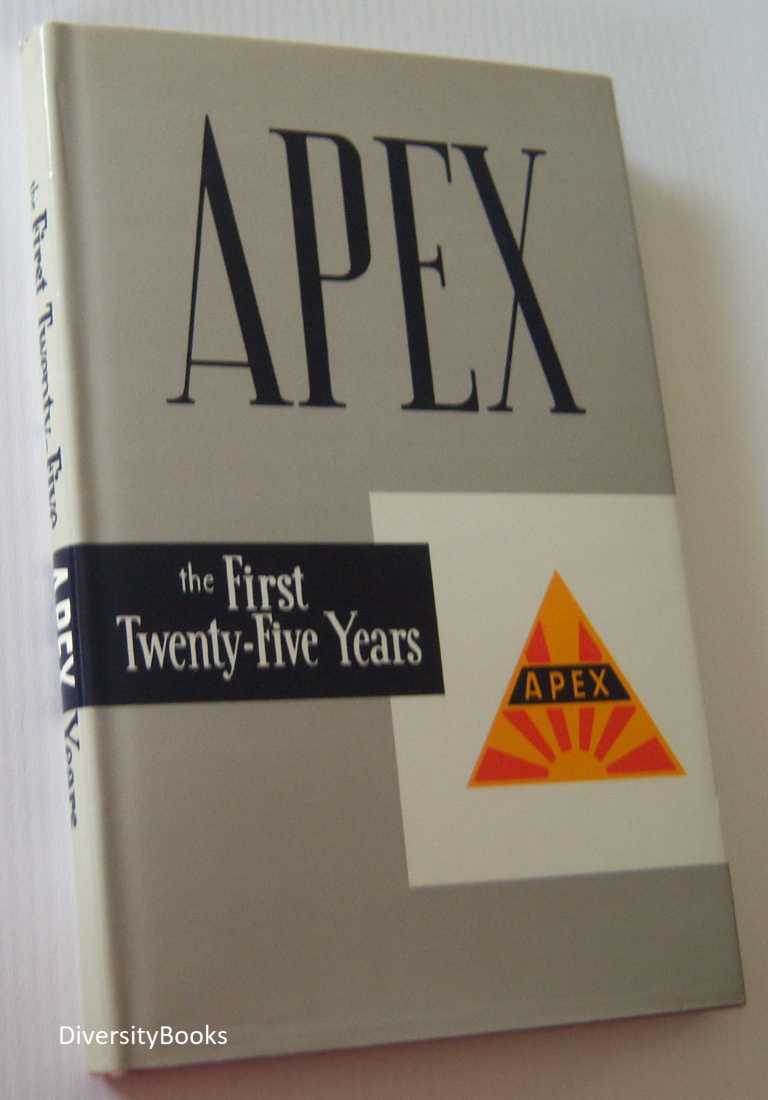 APEX
the First
Twenty-Five Years
APEX
the First Twenty-Five
APEX
Years
DiversityBooks